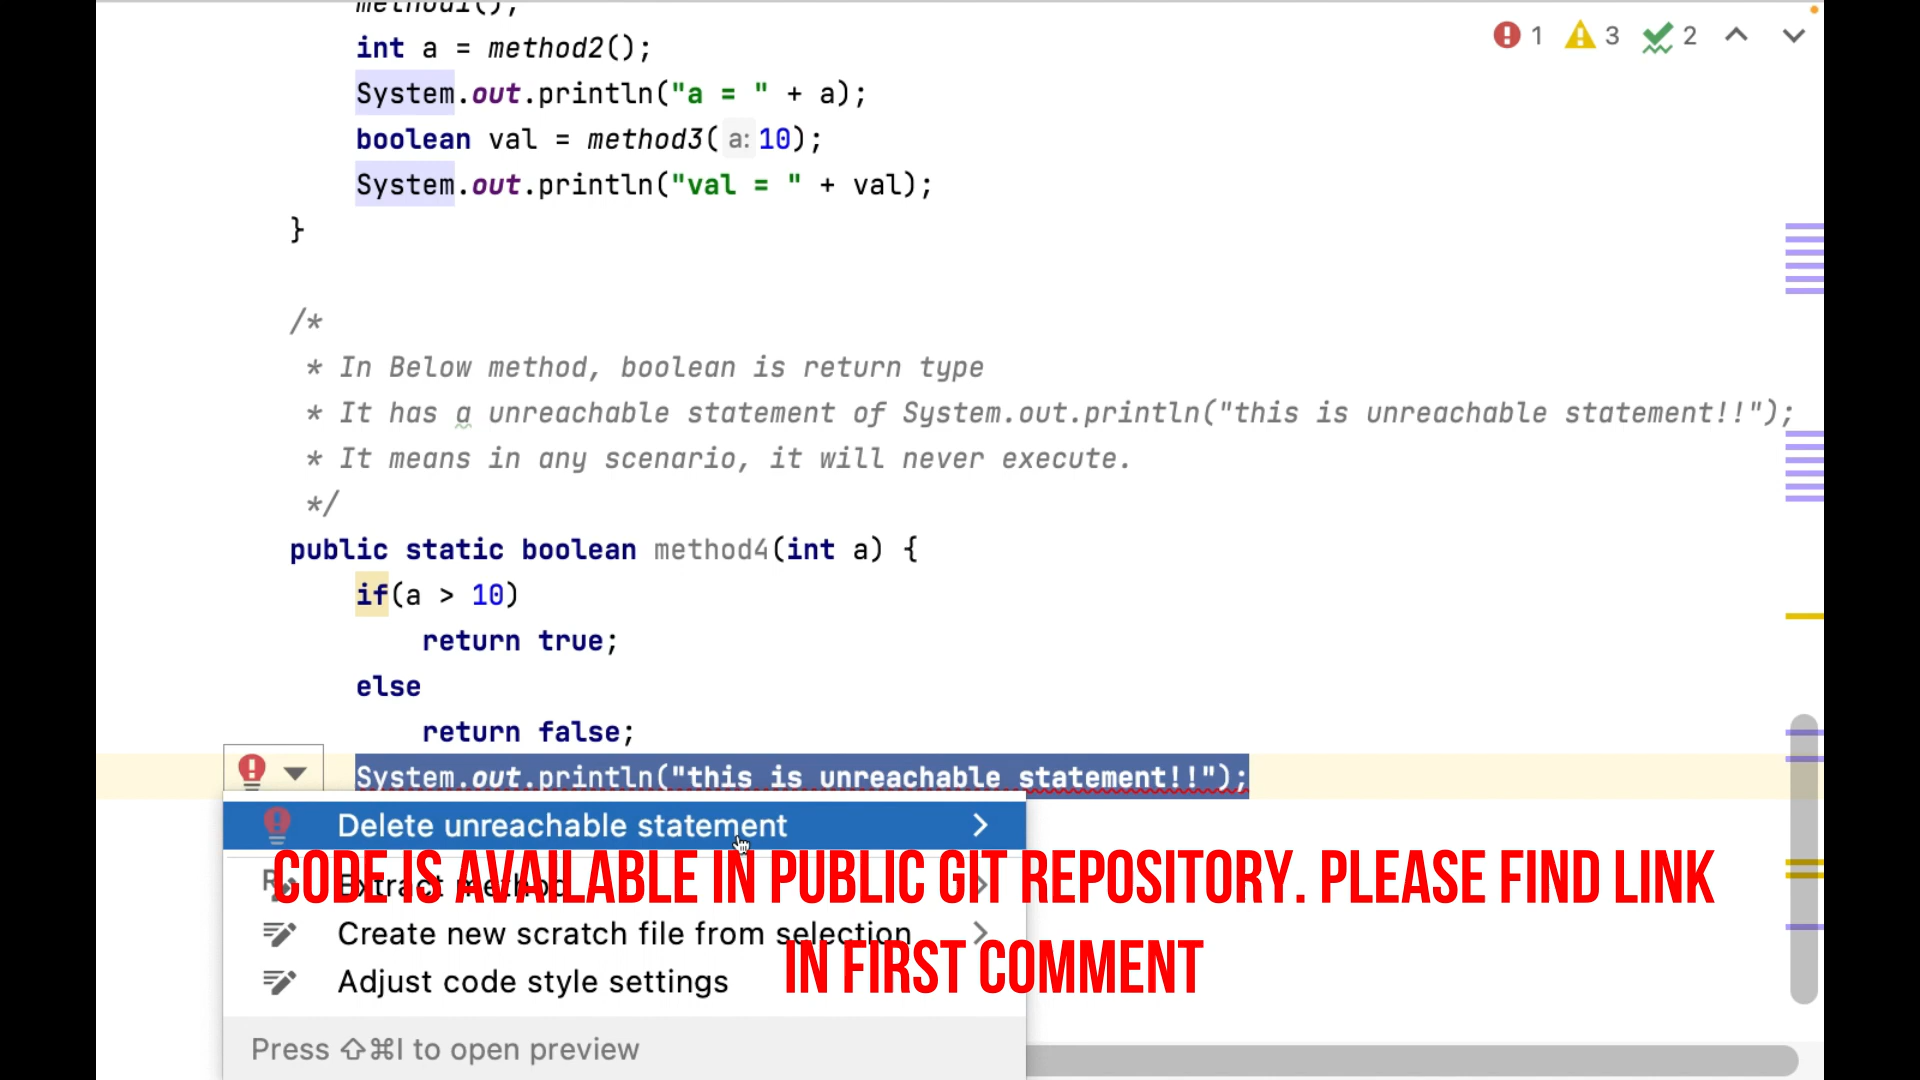 method1();
int a = method2();
System.out.println("a = " + a);
boolean val = method3( a: 10);
System.out.println("val = " + val);
}
/*
* In Below method, boolean is return type
* It has a unreachable statement of System.out.println("this is unreachable statement!!");
* It means in any scenario, it will never execute.
*/
public static boolean method4(int a) {
if(a > 10)
return true;
else
return false;
System.out.println("this is unreachable statement!!");
1 3 2
Delete unreachable statement
Extract method
Create new scratch file from selection
Adjust code style settings
Press ⇧⌘I to open preview
CODE IS AVAILABLE IN PUBLIC GIT REPOSITORY. PLEASE FIND LINK
IN FIRST COMMENT